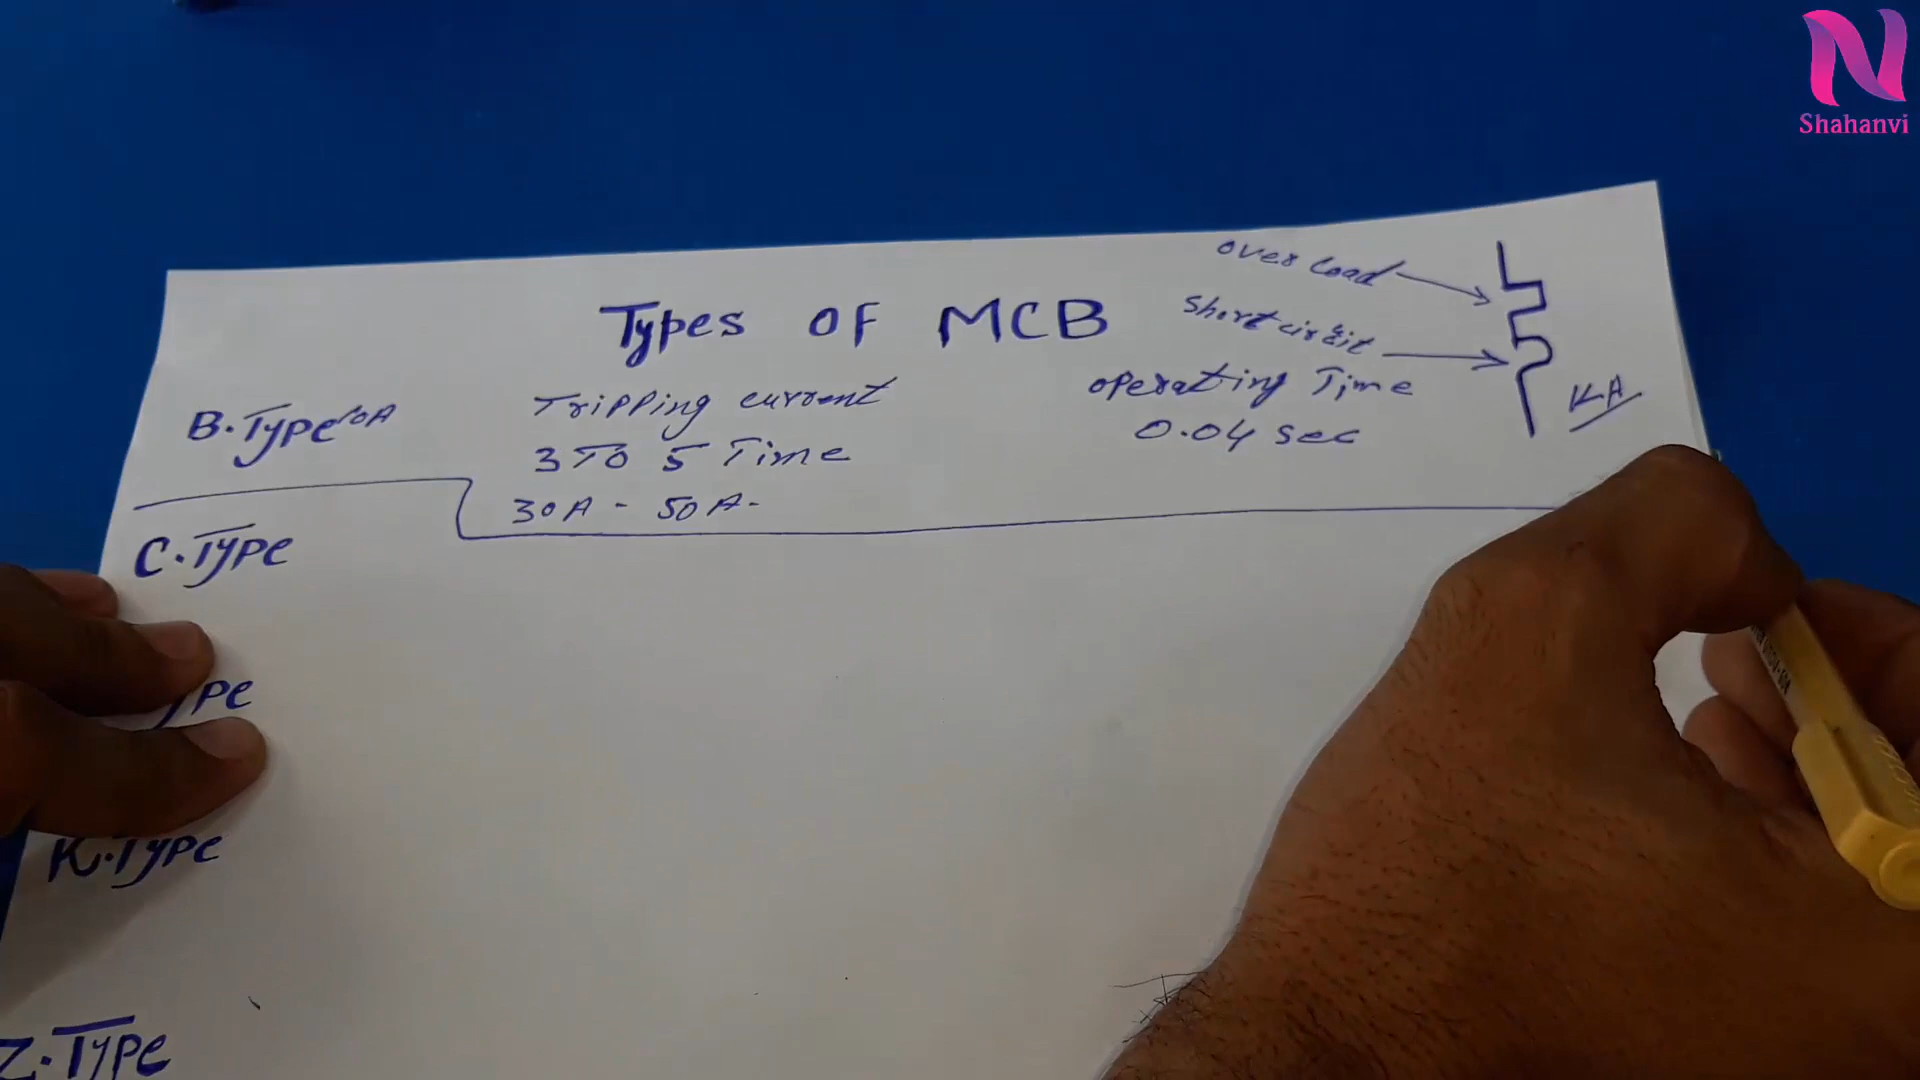 Shahanvi
over Load
Types OF MCB
Short circuit
B.Type 10A
Tripping current
operating Time
3 TO 5 Time
0.04 sec
KA
30A - 50A-
C.Type
ype
K.Type
Z.Type